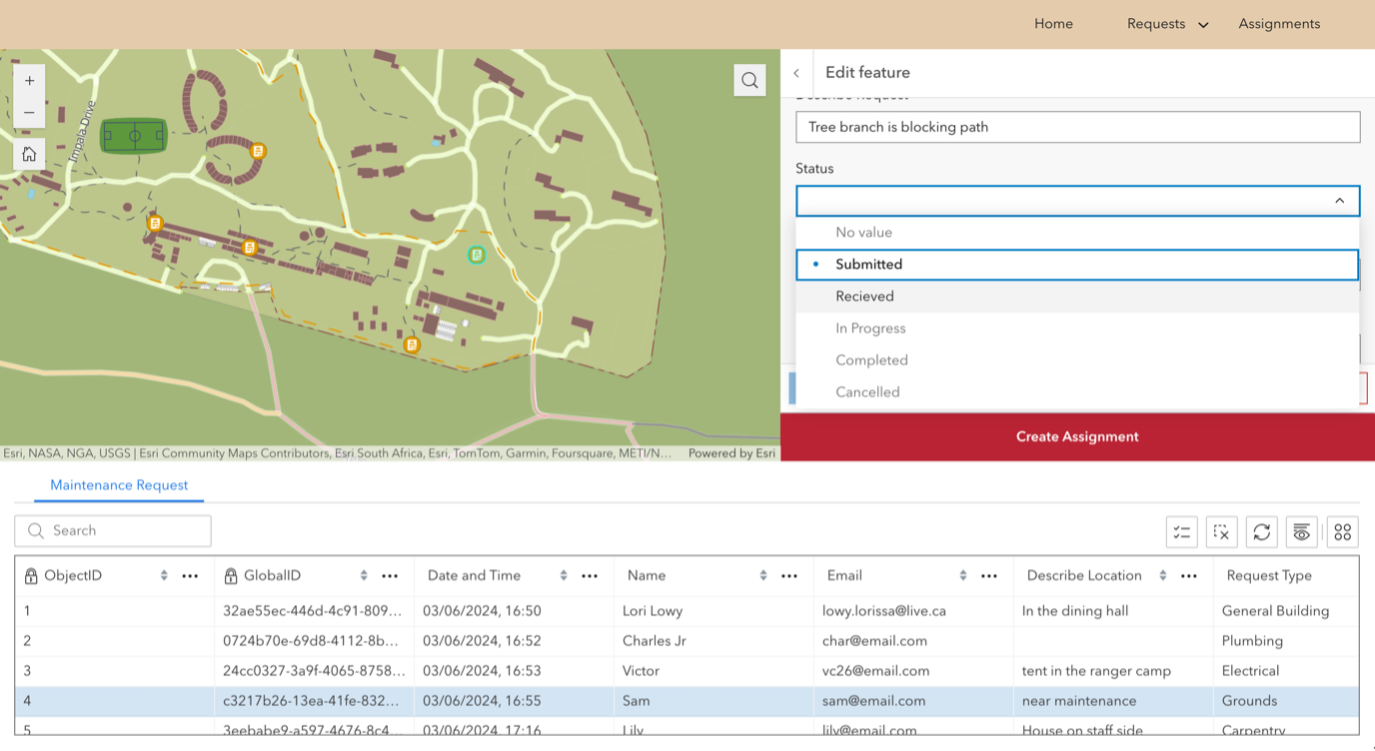 Home Requests Assignments
Impala Drive
Edit feature
Describe Request
Tree branch is blocking path
Status
No value
Submitted
Recieved
In Progress
Completed
Cancelled
Create Assignment
Esri, NASA, NGA, USGS | Esri Community Maps Contributors, Esri South Africa, Esri, TomTom, Garmin, Foursquare, METI/N... Powered by Esri
Maintenance Request
Search
ObjectID GlobalID Date and Time Name Email Describe Location Request Type
1 32ae55ec-446d-4c91-809... 03/06/2024, 16:50 Lori Lowy lowy.lorissa@live.ca In the dining hall General Building
2 0724b70e-69d8-4112-8b... 03/06/2024, 16:52 Charles Jr char@email.com Plumbing
3 24cc0327-3a9f-4065-8758... 03/06/2024, 16:53 Victor vc26@email.com tent in the ranger camp Electrical
4 c3217b26-13ea-41fe-832... 03/06/2024, 16:55 Sam sam@email.com near maintenance Grounds
5 3eebabe9-a597-4676-8c4... 03/06/2024, 17:16 Lily lily@email.com House on staff side Carpentry